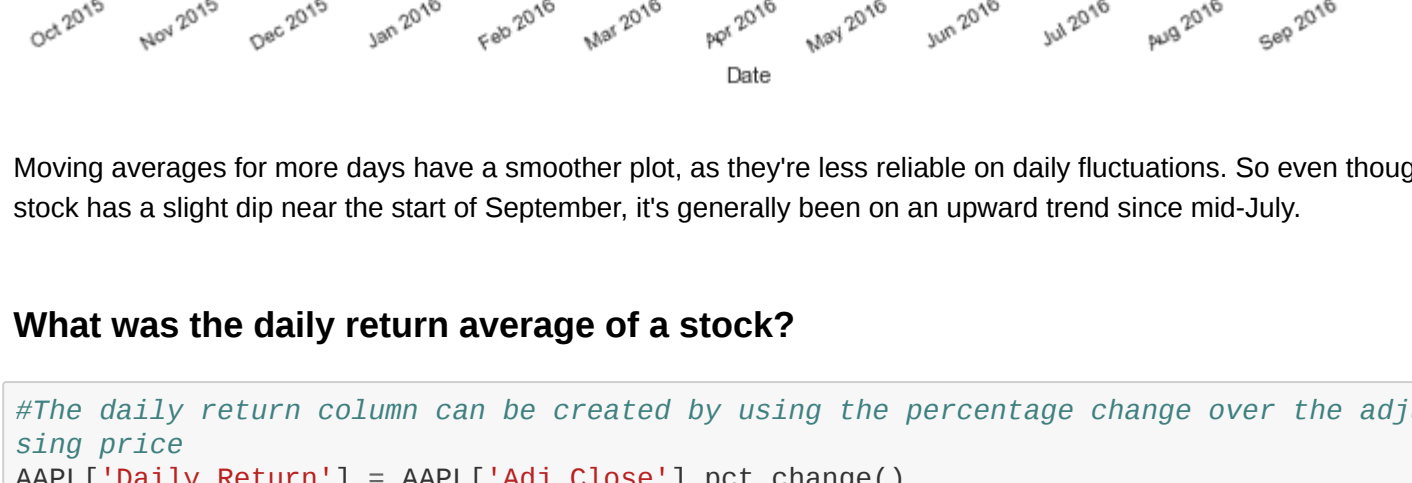 Oct 2015 Nov 2015 Dec 2015 Jan 2016 Feb 2016 Mar 2016 Apr 2016 May 2016 Jun 2016 Jul 2016 Aug 2016 Sep 2016
Date
Moving averages for more days have a smoother plot, as they're less reliable on daily fluctuations. So even thoug
stock has a slight dip near the start of September, it's generally been on an upward trend since mid-July.
What was the daily return average of a stock?
#The daily return column can be created by using the percentage change over the adj
sing price
AAPL['Daily Return'] = AAPL['Adj Close'].pct_change()